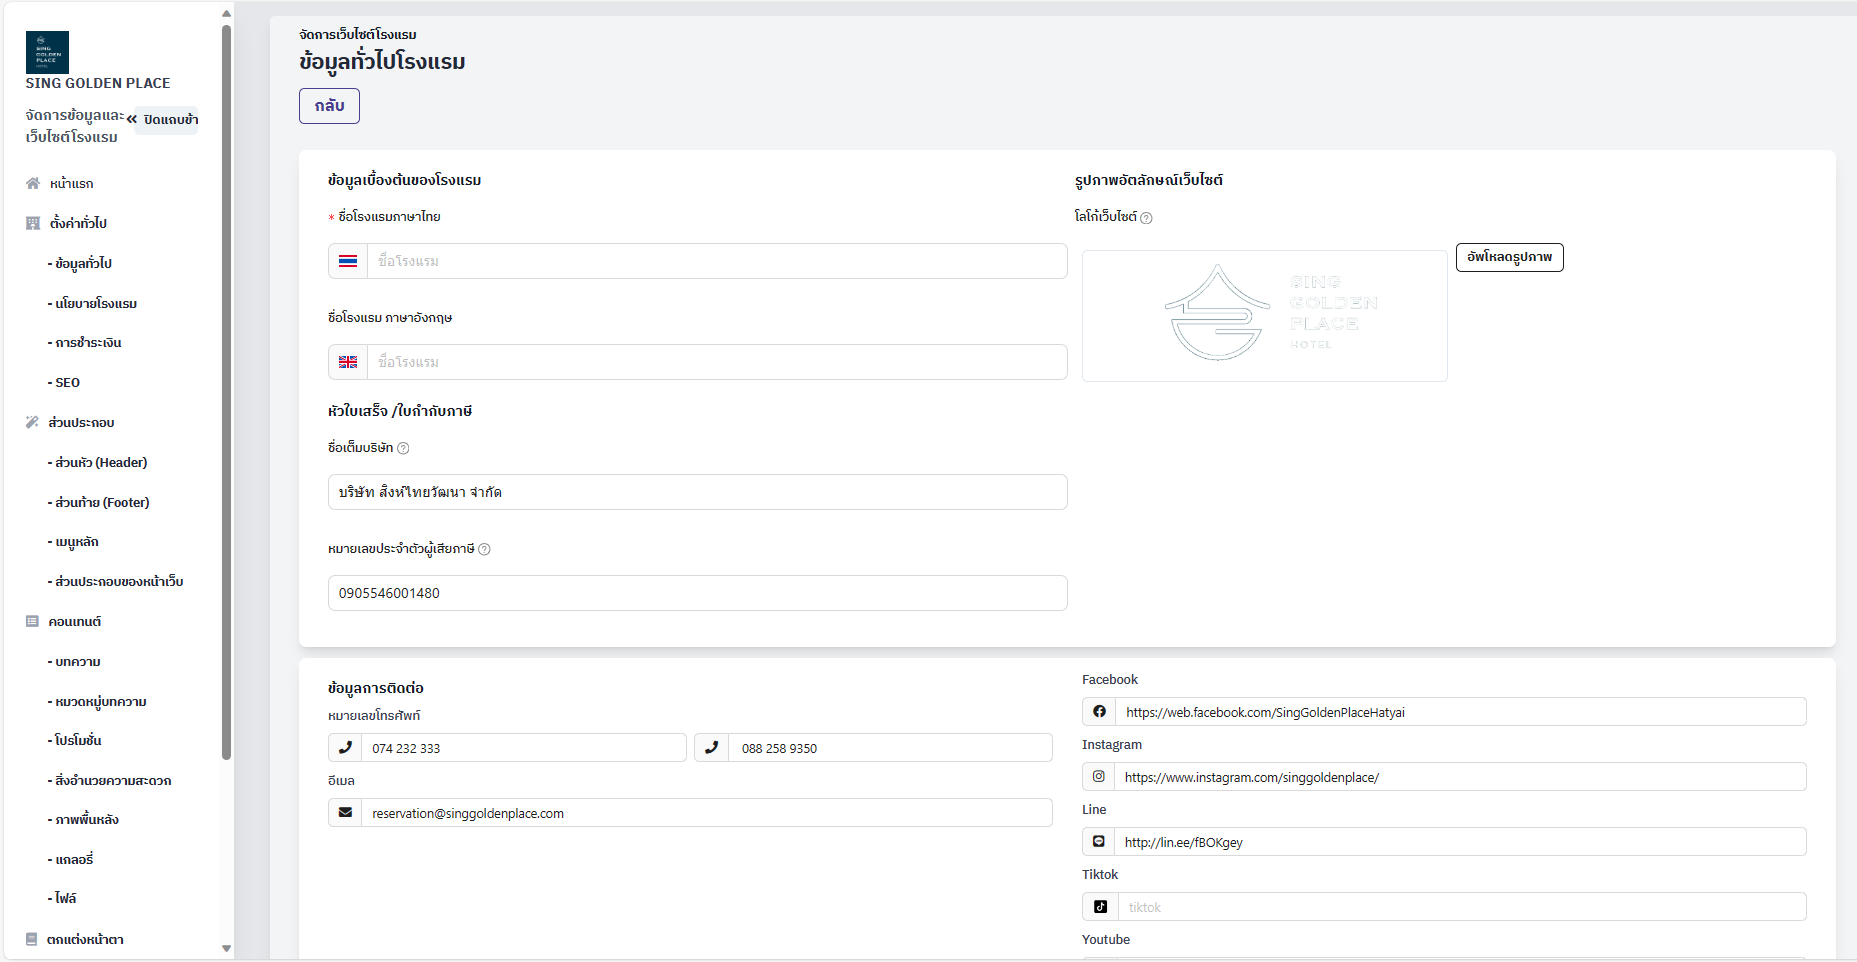 SING
GOLDEN
PLACE
HOTEL
SING GOLDEN PLACE
จัดการข้อมูลและ
เว็บไซต์โรงแรม
ปิดแถบข้า
หน้าแรก
ตั้งค่าทั่วไป
- ข้อมูลทั่วไป
- นโยบายโรงแรม
- การชำระเงิน
- SEO
ส่วนประกอบ
- ส่วนหัว (Header)
- ส่วนท้าย (Footer)
- เมนูหลัก
- ส่วนประกอบของหน้าเว็บ
คอนเทนต์
- บทความ
- หมวดหมู่บทความ
- โปรโมชั่น
- สิ่งอำนวยความสะดวก
- ภาพพื้นหลัง
- แกลอรี่
- ไฟล์
ตกแต่งหน้าตา
จัดการเว็บไซต์โรงแรม
ข้อมูลทั่วไปโรงแรม
กลับ
ข้อมูลเบื้องต้นของโรงแรม
* ชื่อโรงแรมภาษาไทย
ชื่อโรงแรม
ชื่อโรงแรม ภาษาอังกฤษ
ชื่อโรงแรม
หัวใบเสร็จ /ใบกำกับภาษี
ชื่อเต็มบริษัท
บริษัท สิงห์ไทยวัฒนา จำกัด
หมายเลขประจำตัวผู้เสียภาษี
0905546001480
รูปภาพอัตลักษณ์เว็บไซต์
โลโก้เว็บไซต์
SING
GOLDEN
PLACE
HOTEL
อัพโหลดรูปภาพ
ข้อมูลการติดต่อ
หมายเลขโทรศัพท์
074 232 333
088 258 9350
อีเมล
reservation@singgoldenplace.com
Facebook
https://web.facebook.com/SingGoldenPlaceHatyai
Instagram
https://www.instagram.com/singgoldenplace/
Line
http://lin.ee/fBOKgey
Tiktok
tiktok
Youtube